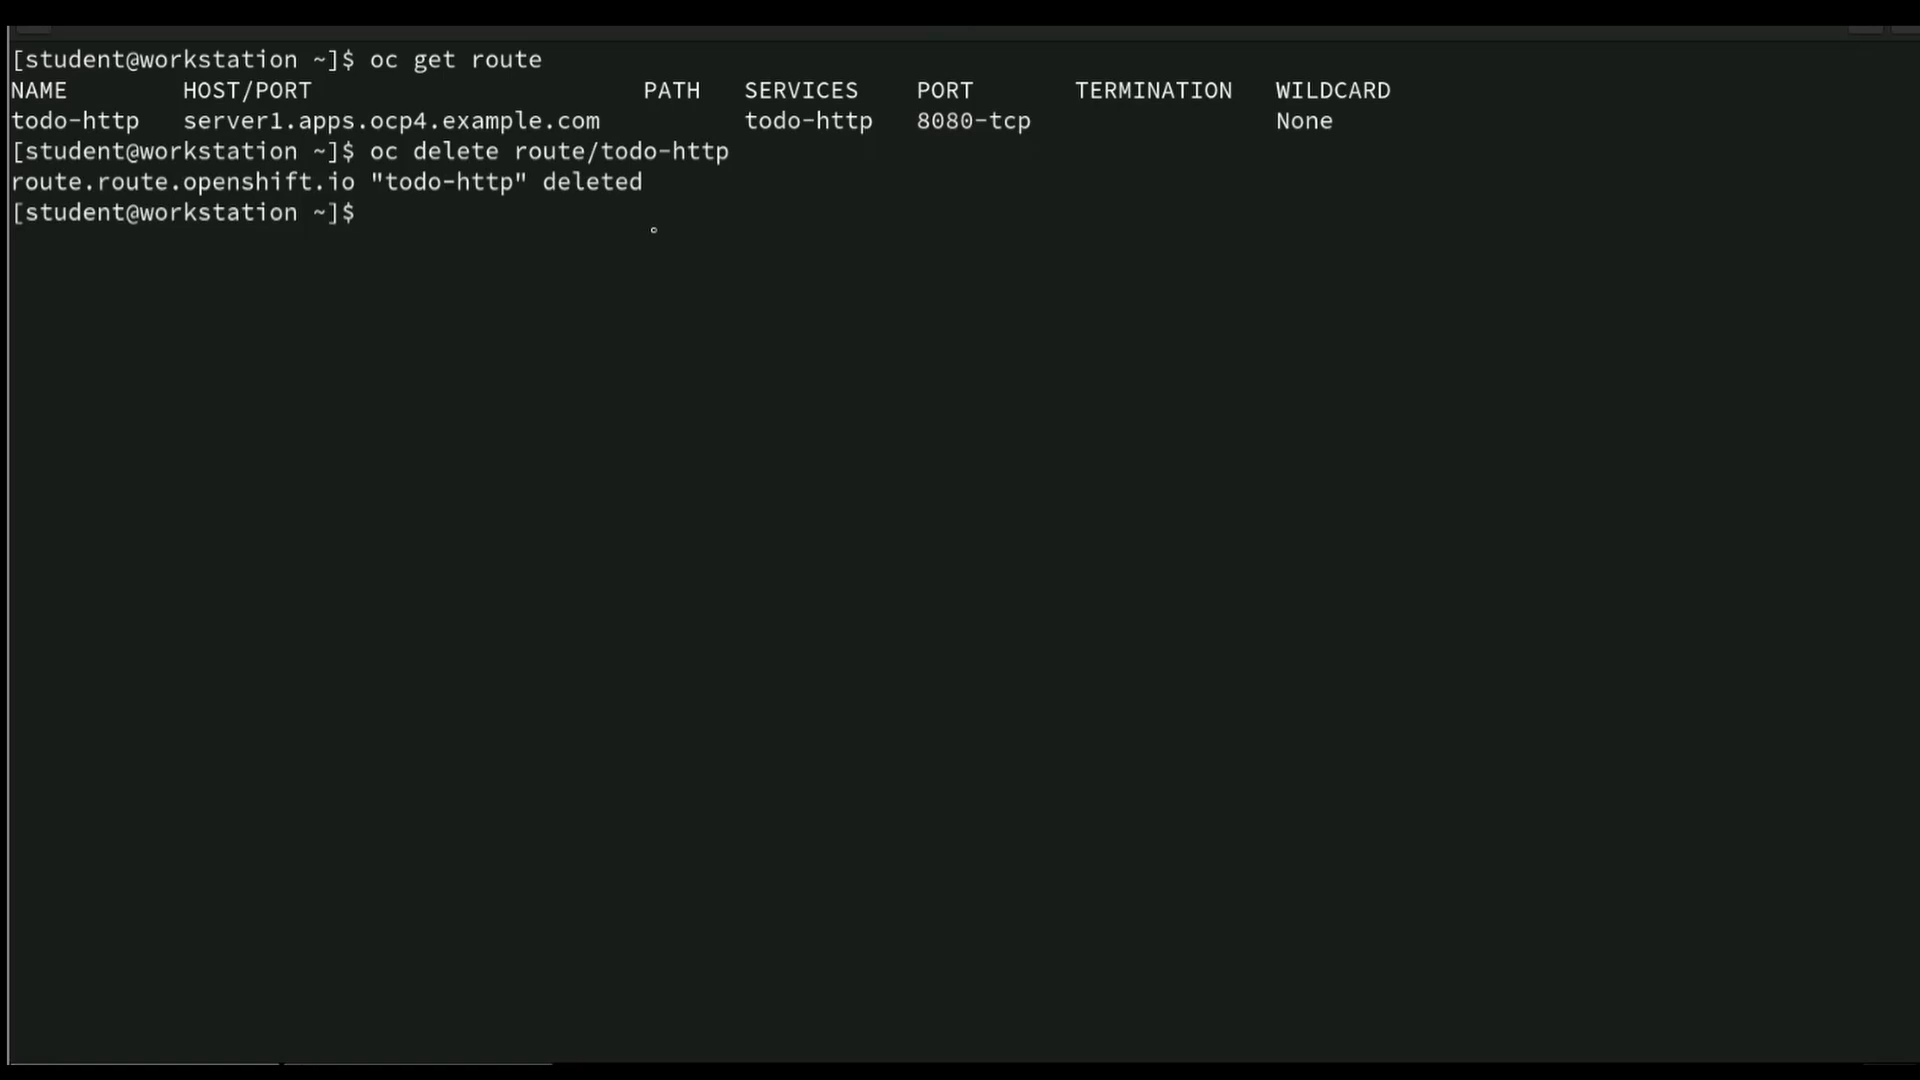 [student@workstation ~]$ oc get route
NAME        HOST/PORT                       PATH   SERVICES    PORT       TERMINATION   WILDCARD
todo-http   server1.apps.ocp4.example.com          todo-http   8080-tcp                 None
[student@workstation ~]$ oc delete route/todo-http
route.route.openshift.io "todo-http" deleted
[student@workstation ~]$